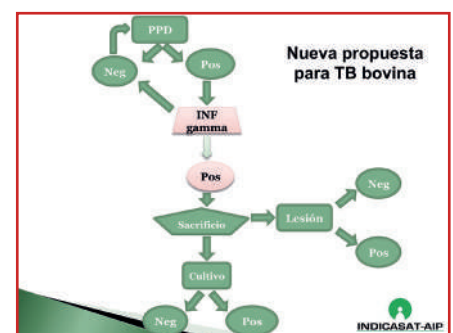 PPD
Nueva propuesta
para TB bovina
Neg
Pos
INF
gamma
Pos
Neg
Sacrificio
Lesión
Pos
Cultivo
Neg
Pos
INDICASAT-AIP